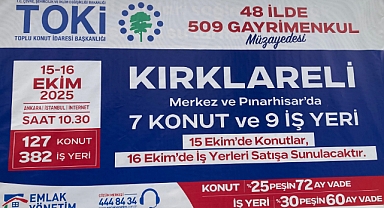 T.C. ÇEVRE, ŞEHİRCİLİK VE İKLİM DEĞİŞİKLİĞİ BAKANLIĞI
TOKİ
TOPLU KONUT İDARESİ BAŞKANLIĞI
48 İLDE
509 GAYRİMENKUL
Müzayedesi
15-16
EKİM
2025
ANKARA | İSTANBUL | İNTERNET
SAAT 10.30
127 KONUT
382 İŞ YERİ
KIRKLARELİ
Merkez ve Pınarhisar'da
7 KONUT ve 9 İŞ YERİ
15 Ekim'de Konutlar,
16 Ekim'de İş Yerleri Satışa Sunulacaktır.
EMLAK
YÖNETİM
444 84 34
KONUT %25 PEŞİN 72 AY VADE
İŞ YERİ %30 PEŞİN 60 AY VADE